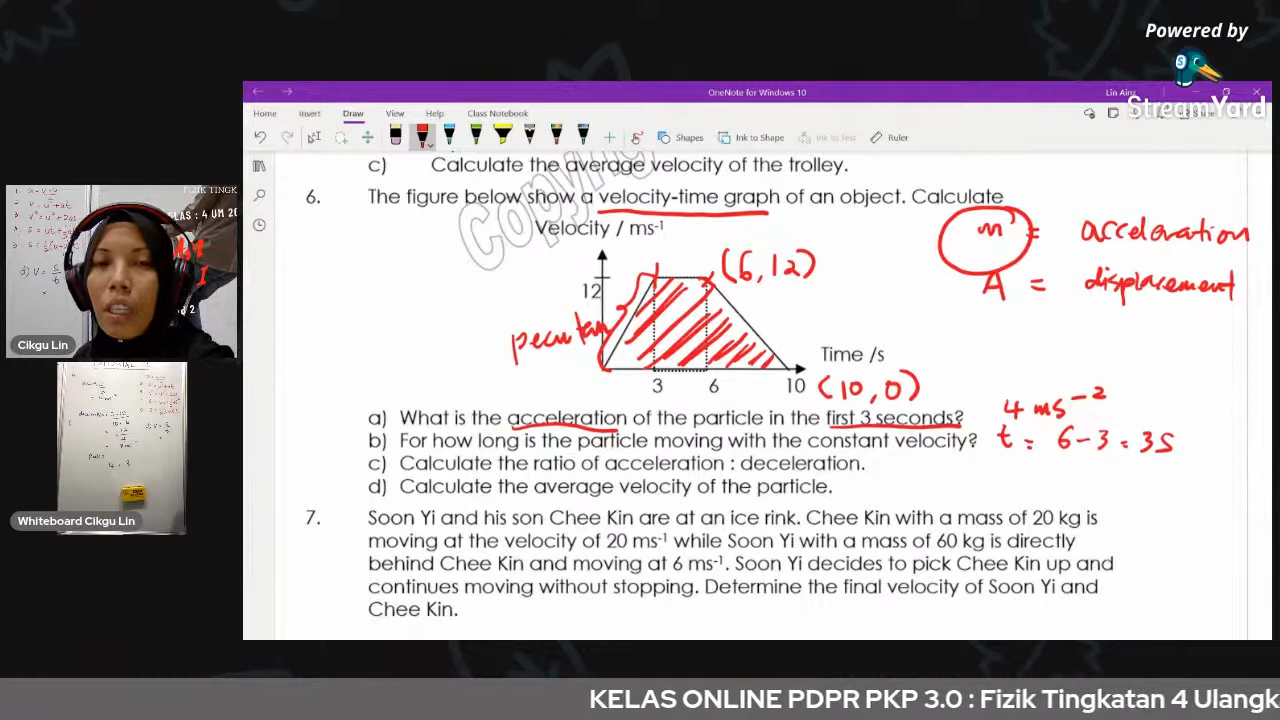 Powered by
StreamYard
OneNote for Windows 10
Lin Ainy
Home Insert Draw View Help Class Notebook
Shapes Ink to Shape Ink to Text Ruler
c) Calculate the average velocity of the trolley.
6. The figure below show a velocity-time graph of an object. Calculate
Velocity / ms⁻¹
m = acceleration
(6,12)
12
A = displacement
pecutan
Time /s
3 6 10
(10,0)
a) What is the acceleration of the particle in the first 3 seconds?
4 ms⁻²
b) For how long is the particle moving with the constant velocity?
t = 6-3 = 3s
c) Calculate the ratio of acceleration : deceleration.
d) Calculate the average velocity of the particle.
7. Soon Yi and his son Chee Kin are at an ice rink. Chee Kin with a mass of 20 kg is
moving at the velocity of 20 ms⁻¹ while Soon Yi with a mass of 60 kg is directly
behind Chee Kin and moving at 6 ms⁻¹. Soon Yi decides to pick Chee Kin up and
continues moving without stopping. Determine the final velocity of Soon Yi and
Chee Kin.
FIZIK TINGK
Cikgu Lin
Whiteboard Cikgu Lin
KELAS ONLINE PDPR PKP 3.0 : Fizik Tingkatan 4 Ulangk